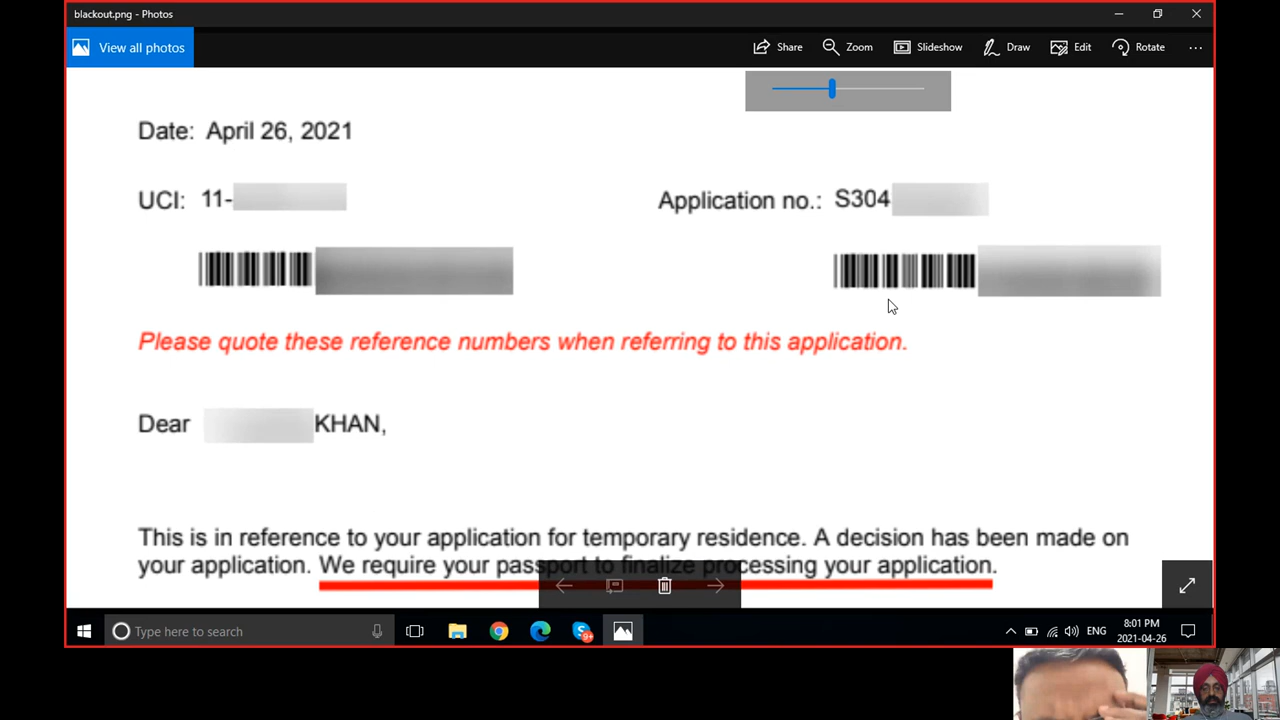 blackout.png - Photos
View all photos
Share
Zoom
Slideshow
Draw
Edit
Rotate
Date: April 26, 2021
UCI: 11-
Application no.: S304
Please quote these reference numbers when referring to this application.
Dear KHAN,
This is in reference to your application for temporary residence. A decision has been made on
your application. We require your passport to finalize processing your application.
Type here to search
9+
ENG
8:01 PM
2021-04-26